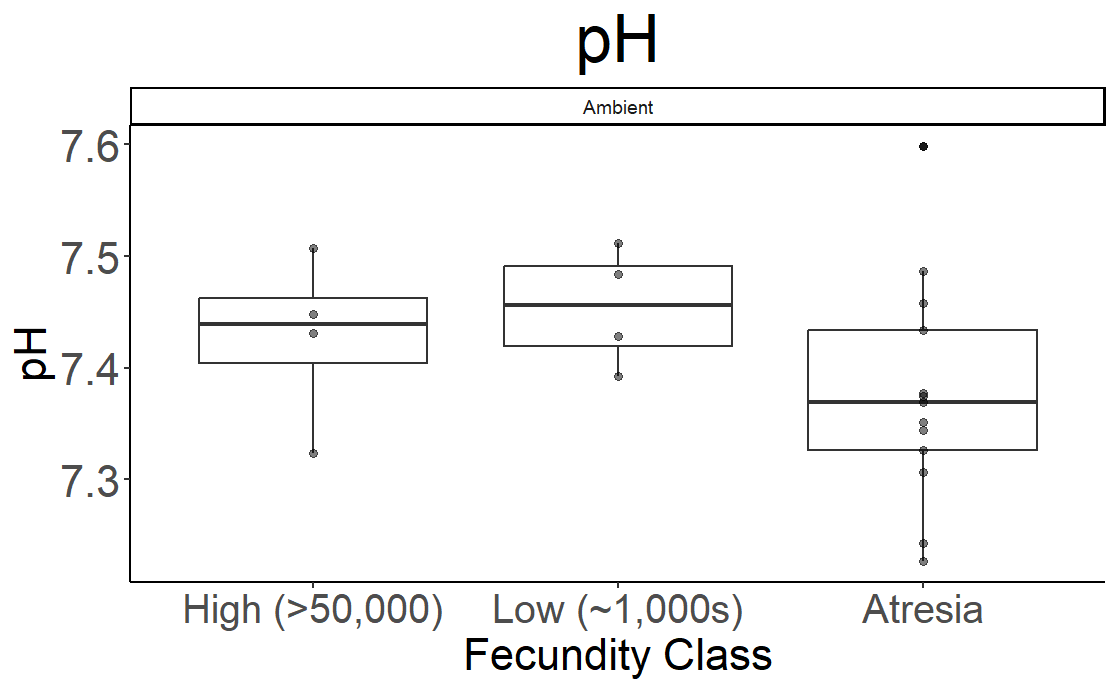 pH
Ambient
7.6
7.5
7.4
7.3
pH
High (>50,000)
Low (~1,000s)
Atresia
Fecundity Class